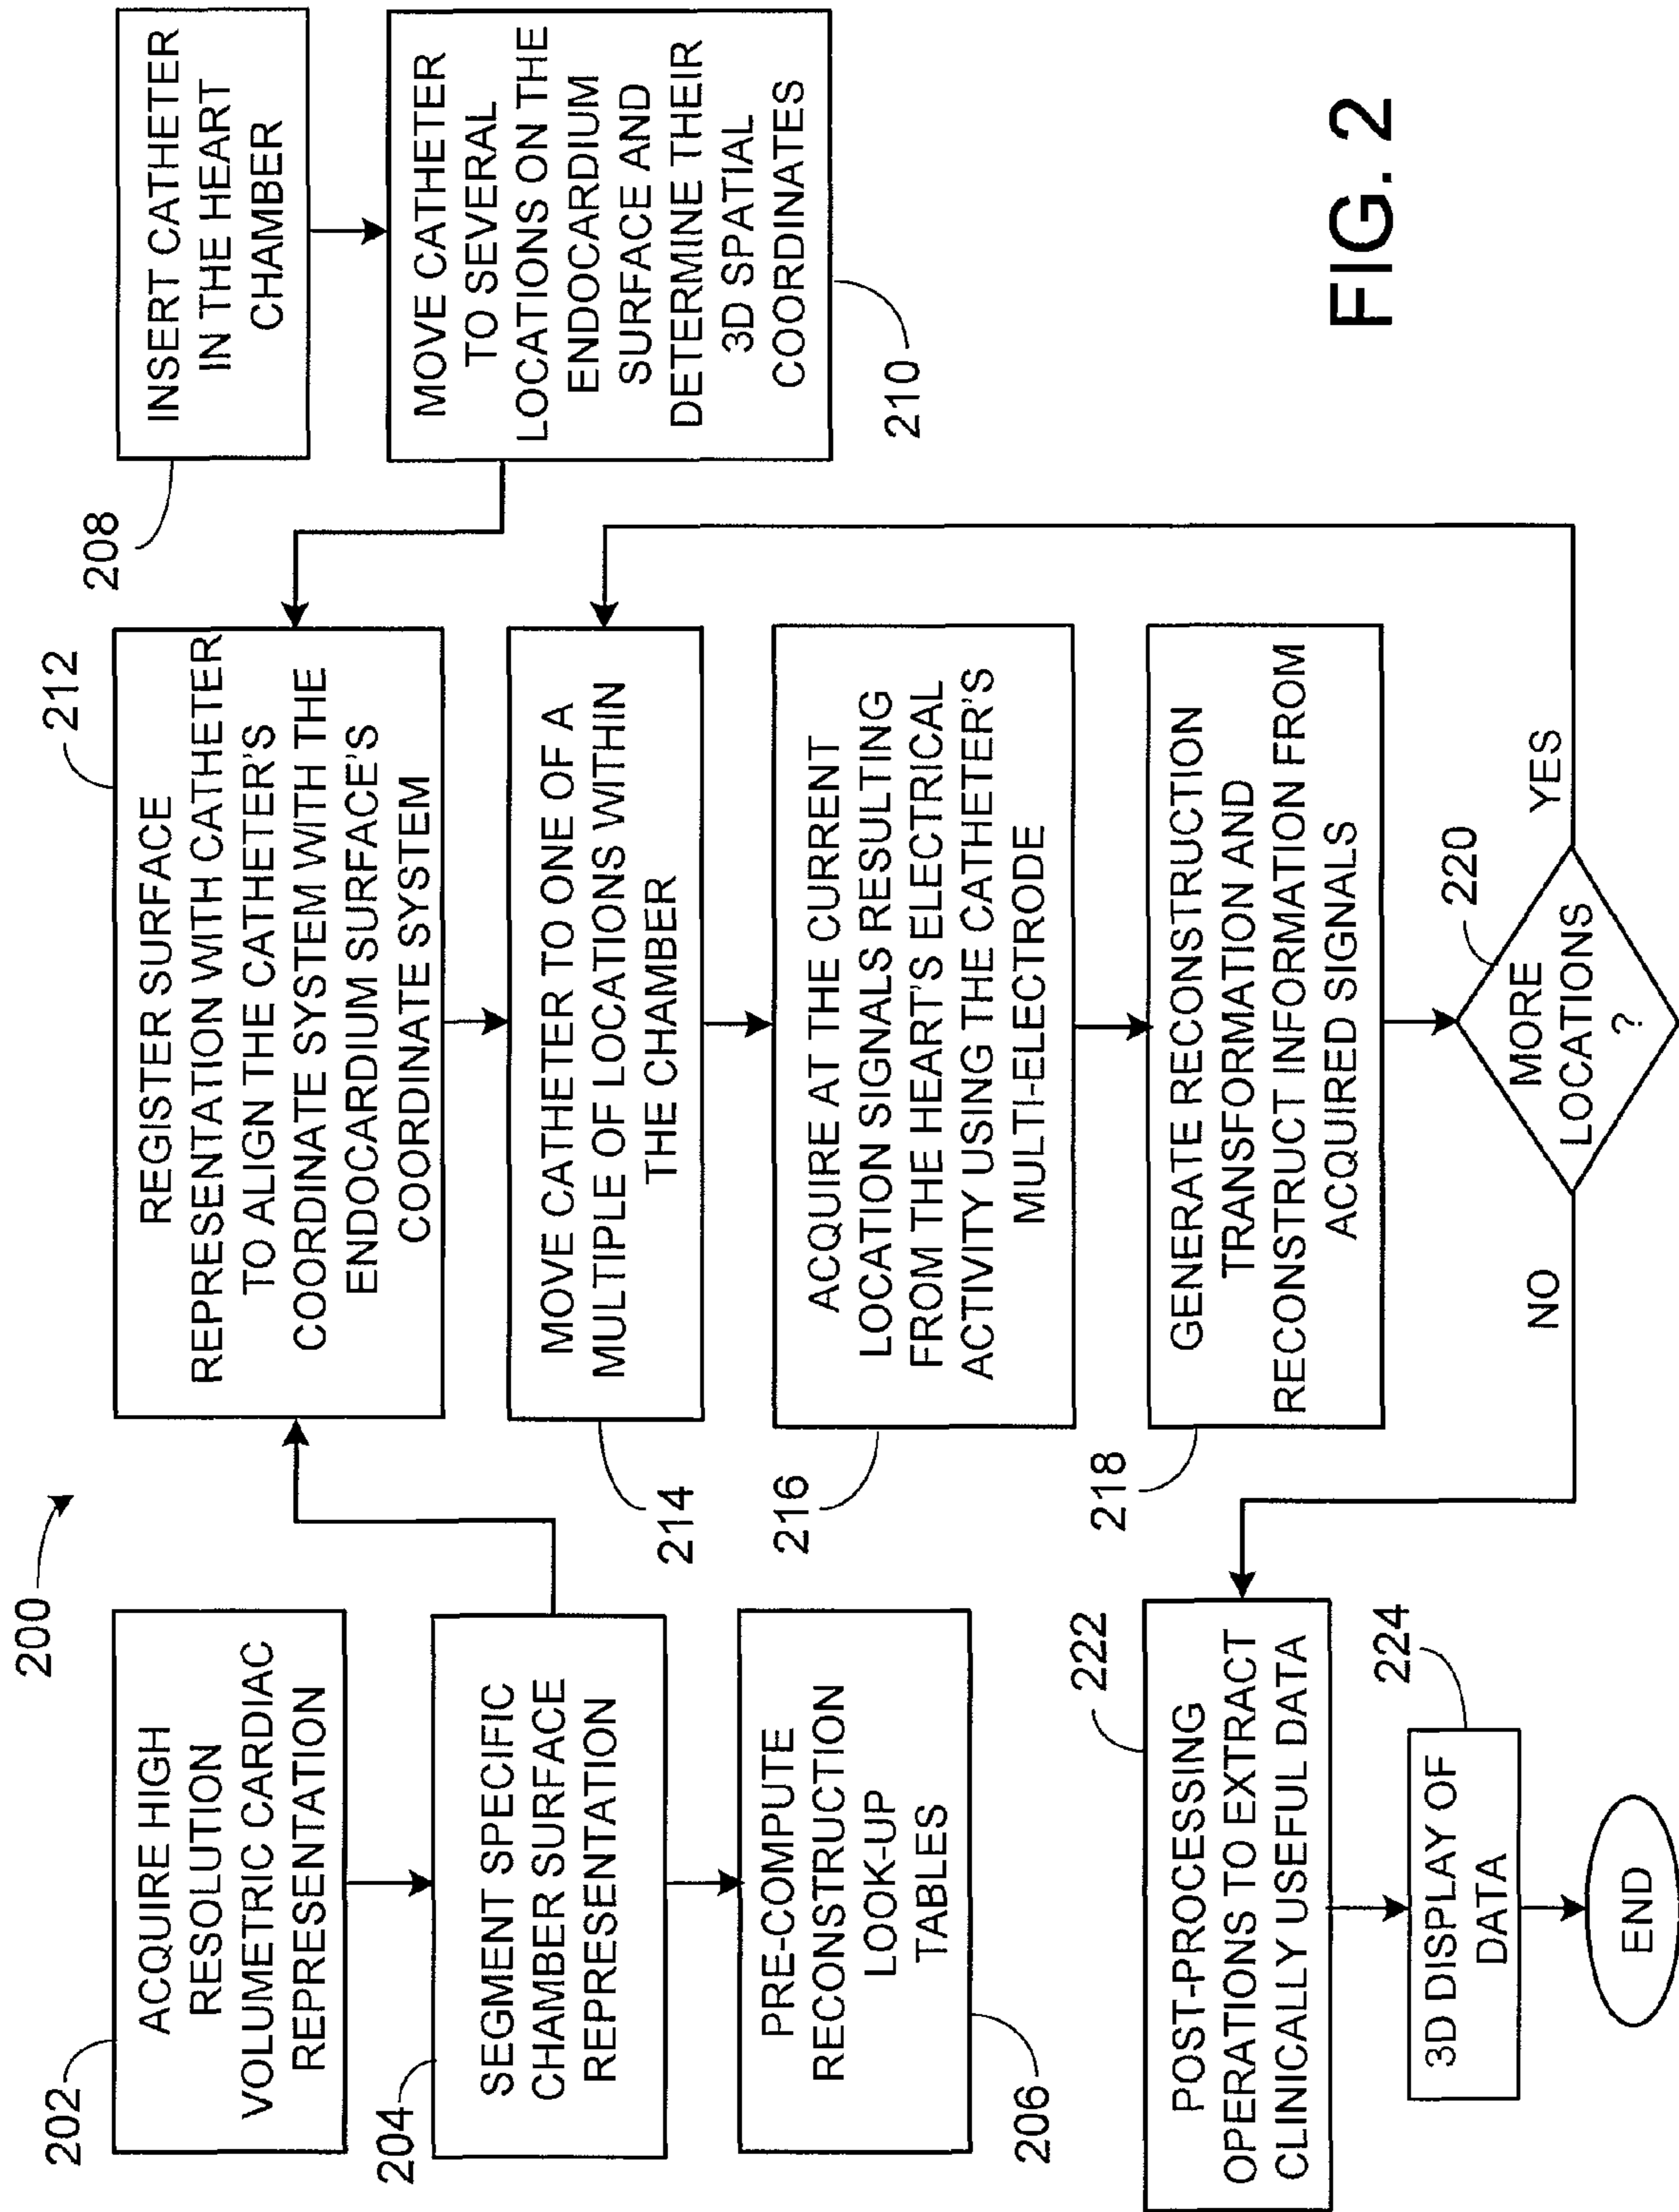 200
202
ACQUIRE HIGH
RESOLUTION
VOLUMETRIC CARDIAC
REPRESENTATION
204
SEGMENT SPECIFIC
CHAMBER SURFACE
REPRESENTATION
PRE-COMPUTE
RECONSTRUCTION
LOOK-UP
TABLES
206
212
REGISTER SURFACE
REPRESENTATION WITH CATHETER
TO ALIGN THE CATHETER'S
COORDINATE SYSTEM WITH THE
ENDOCARDIUM SURFACE'S
COORDINATE SYSTEM
MOVE CATHETER TO ONE OF A
MULTIPLE OF LOCATIONS WITHIN
THE CHAMBER
214
ACQUIRE AT THE CURRENT
LOCATION SIGNALS RESULTING
FROM THE HEART'S ELECTRICAL
ACTIVITY USING THE CATHETER'S
MULTI-ELECTRODE
216
GENERATE RECONSTRUCTION
TRANSFORMATION AND
RECONSTRUCT INFORMATION FROM
ACQUIRED SIGNALS
218
220
MORE
LOCATIONS
?
NO
YES
208
INSERT CATHETER
IN THE HEART
CHAMBER
MOVE CATHETER
TO SEVERAL
LOCATIONS ON THE
ENDOCARDIUM
SURFACE AND
DETERMINE THEIR
3D SPATIAL
COORDINATES
210
222
POST-PROCESSING
OPERATIONS TO EXTRACT
CLINICALLY USEFUL DATA
224
3D DISPLAY OF
DATA
END
FIG. 2